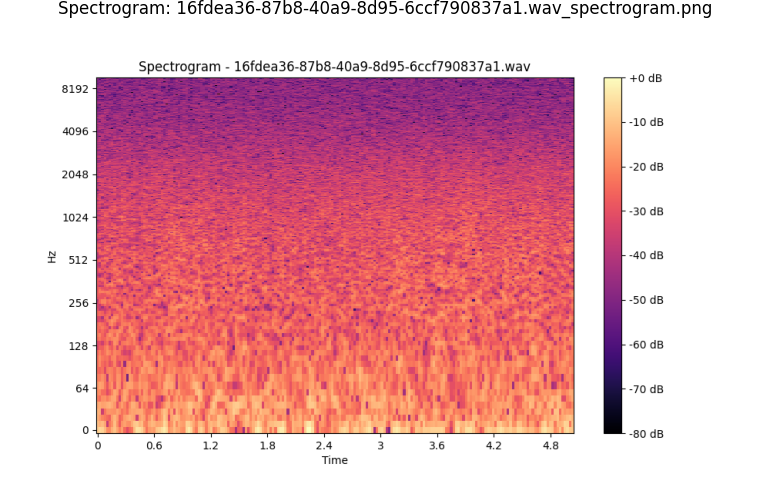 Spectrogram: 16fdea36-87b8-40a9-8d95-6ccf790837a1.wav_spectrogram.png
Spectrogram - 16fdea36-87b8-40a9-8d95-6ccf790837a1.wav
8192
4096
2048
1024
512
256
128
64
0
Hz
0 0.6 1.2 1.8 2.4 3 3.6 4.2 4.8
Time
+0 dB
-10 dB
-20 dB
-30 dB
-40 dB
-50 dB
-60 dB
-70 dB
-80 dB